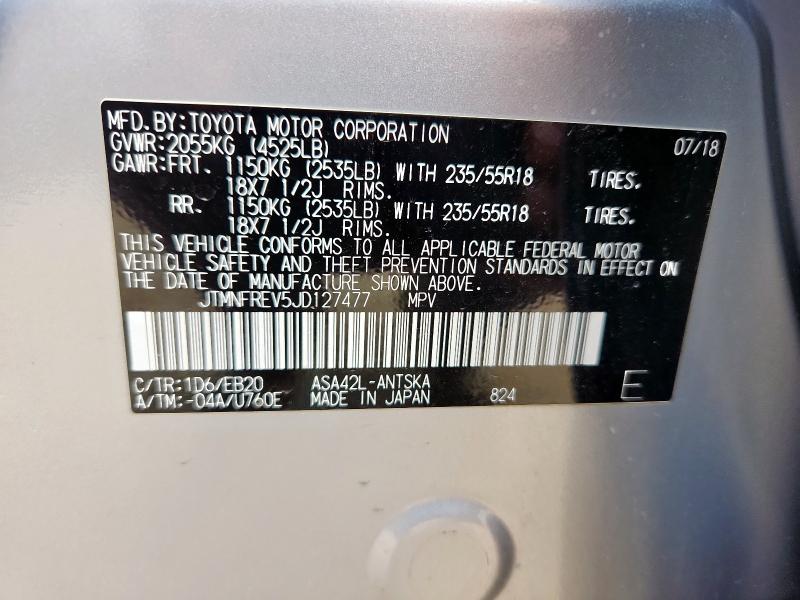 MFD. BY: TOYOTA MOTOR CORPORATION 07/18
GVWR: 2055KG (4525LB)
GAWR: FRT. 1150KG (2535LB) WITH 235/55R18 TIRES.
18X7 1/2J RIMS.
RR. 1150KG (2535LB) WITH 235/55R18 TIRES.
18X7 1/2J RIMS.
THIS VEHICLE CONFORMS TO ALL APPLICABLE FEDERAL MOTOR
VEHICLE SAFETY AND THEFT PREVENTION STANDARDS IN EFFECT ON
THE DATE OF MANUFACTURE SHOWN ABOVE.
JTMNFREV5JD127477 MPV
C/TR: 1D6/EB20 ASA42L-ANTSKA
A/TM: -04A/U760E MADE IN JAPAN 824 E